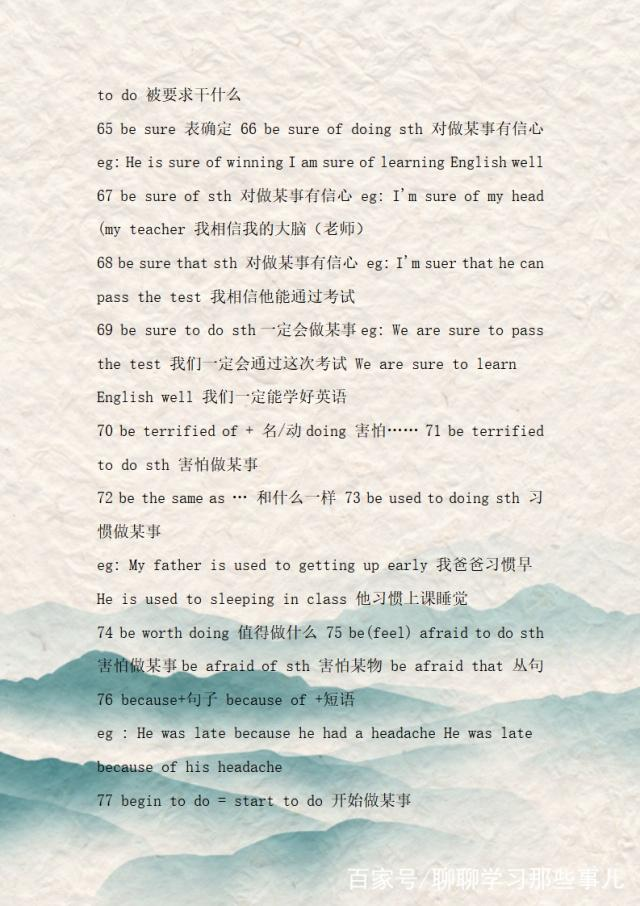 to do 被要求干什么
65 be sure 表确定 66 be sure of doing sth 对做某事有信心
eg: He is sure of winning I am sure of learning English well
67 be sure of sth 对做某事有信心 eg: I'm sure of my head
(my teacher 我相信我的大脑（老师）
68 be sure that sth 对做某事有信心 eg: I'm suer that he can
pass the test 我相信他能通过考试
69 be sure to do sth 一定会做某事 eg: We are sure to pass
the test 我们一定会通过这次考试 We are sure to learn
English well 我们一定能学好英语
70 be terrified of + 名/动 doing 害怕…… 71 be terrified
to do sth 害怕做某事
72 be the same as … 和什么一样 73 be used to doing sth 习
惯做某事
eg: My father is used to getting up early 我爸爸习惯早
He is used to sleeping in class 他习惯上课睡觉
74 be worth doing 值得做什么 75 be(feel) afraid to do sth
害怕做某事 be afraid of sth 害怕某物 be afraid that 丛句
76 because+句子 because of +短语
eg : He was late because he had a headache He was late
because of his headache
77 begin to do = start to do 开始做某事
百家号/聊聊学习那些事儿